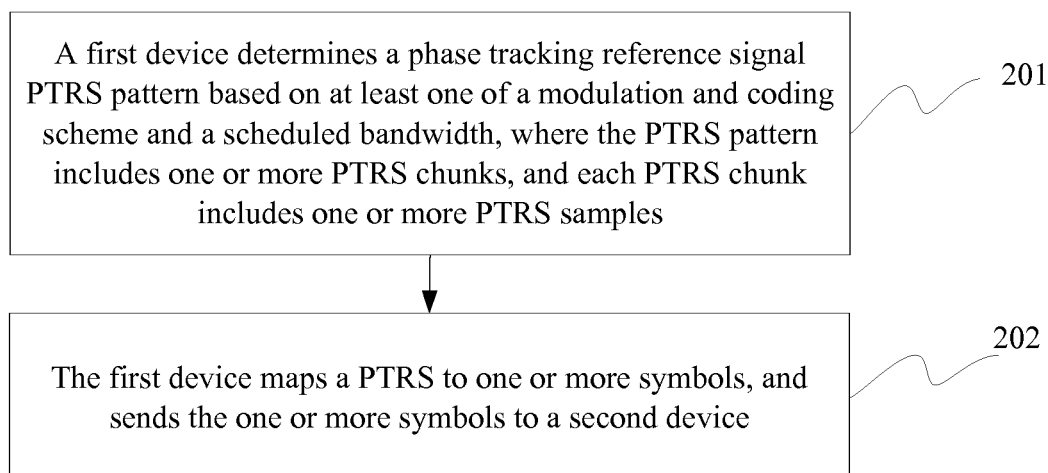 A first device determines a phase tracking reference signal
PTRS pattern based on at least one of a modulation and coding
scheme and a scheduled bandwidth, where the PTRS pattern
includes one or more PTRS chunks, and each PTRS chunk
includes one or more PTRS samples
201
The first device maps a PTRS to one or more symbols, and
sends the one or more symbols to a second device
202